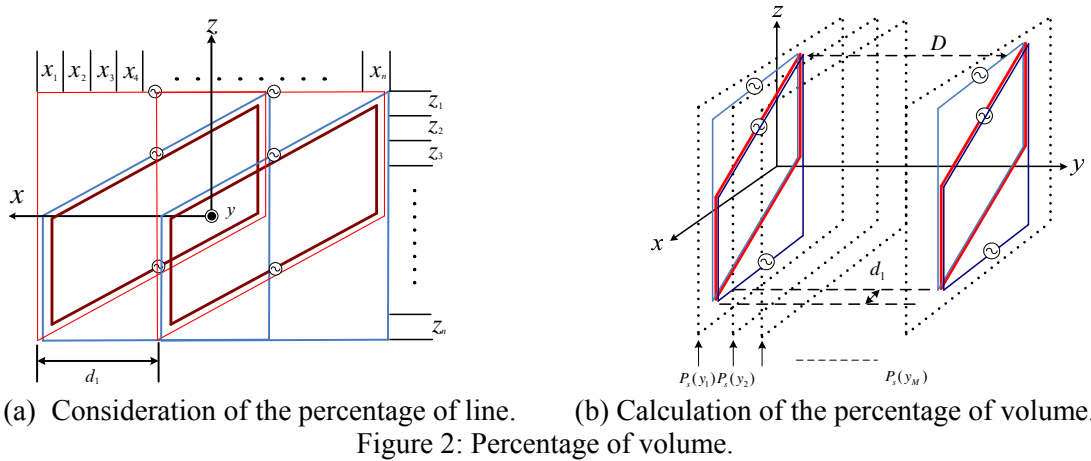 z
x₁ x₂ x₃ x₄ . . . . . . . . xₙ
z₁
z₂
z₃
x
y
zₙ
d₁
z
D
y
x
d₁
Pₛ(y₁) Pₛ(y₂) Pₛ(y_M)
(a) Consideration of the percentage of line.
(b) Calculation of the percentage of volume.
Figure 2: Percentage of volume.